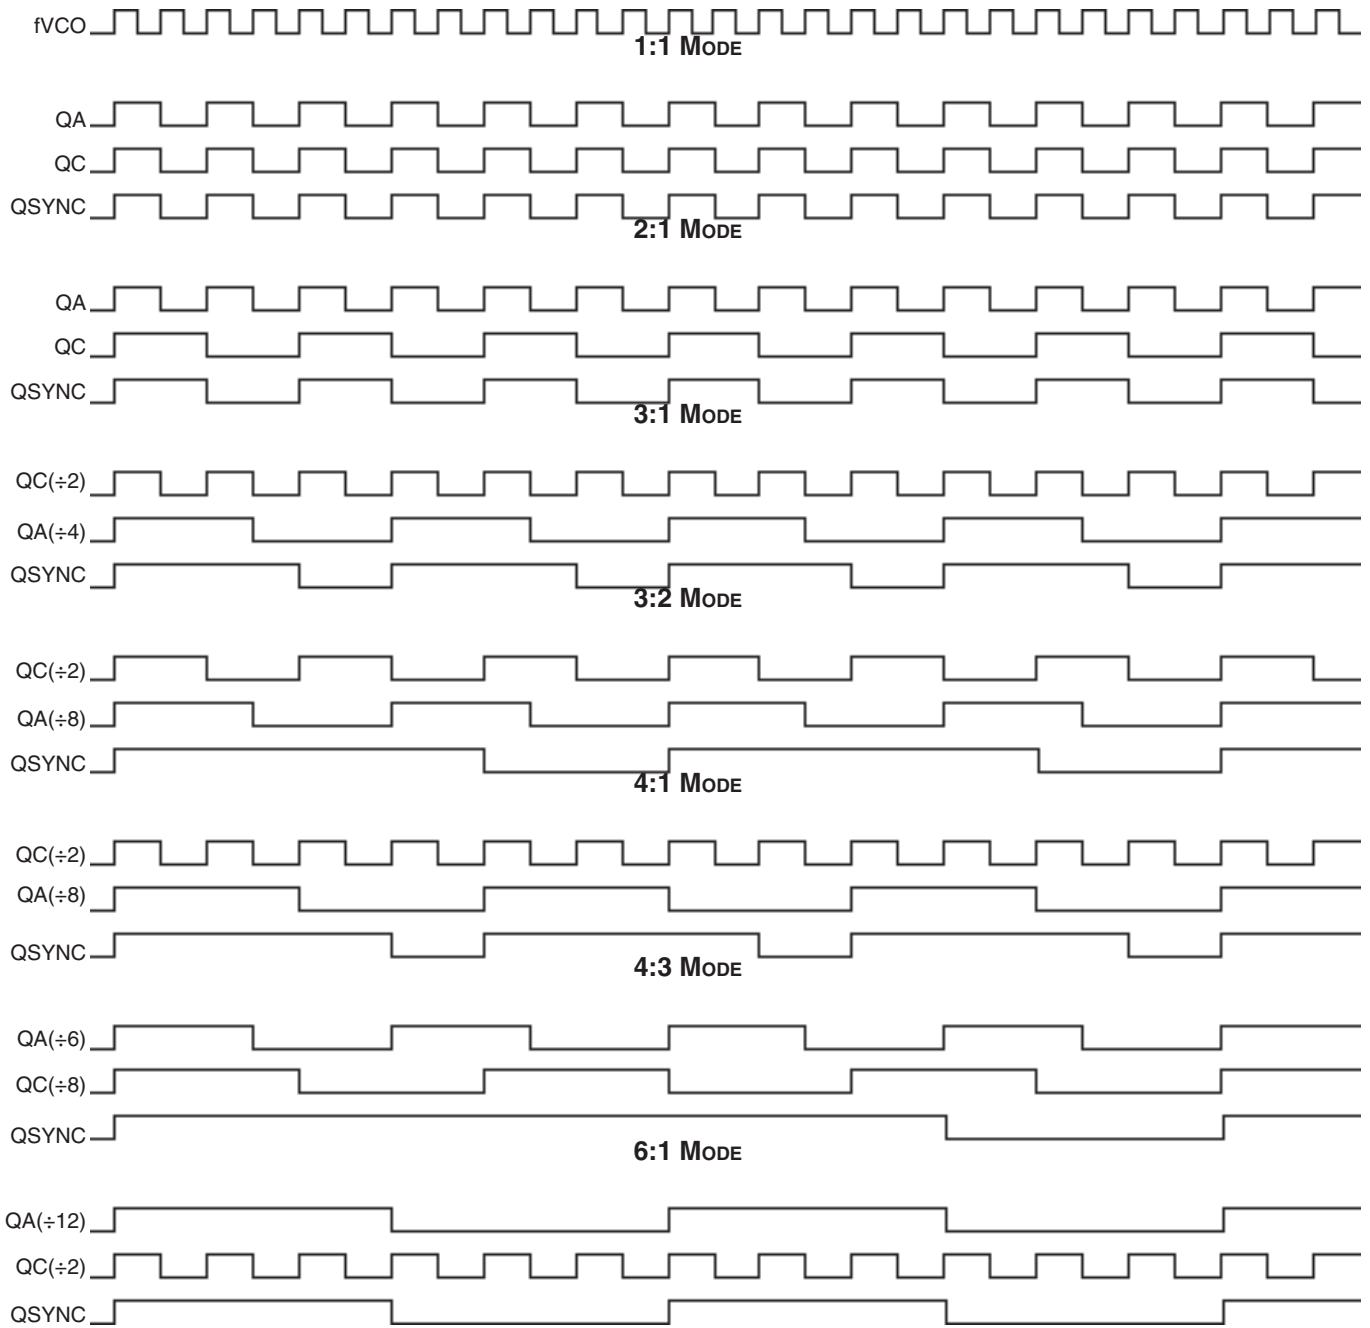 fVCO
1:1 MODE
QA
QC
QSYNC
2:1 MODE
QA
QC
QSYNC
3:1 MODE
QC(÷2)
QA(÷4)
QSYNC
3:2 MODE
QC(÷2)
QA(÷8)
QSYNC
4:1 MODE
QC(÷2)
QA(÷8)
QSYNC
4:3 MODE
QA(÷6)
QC(÷8)
QSYNC
6:1 MODE
QA(÷12)
QC(÷2)
QSYNC